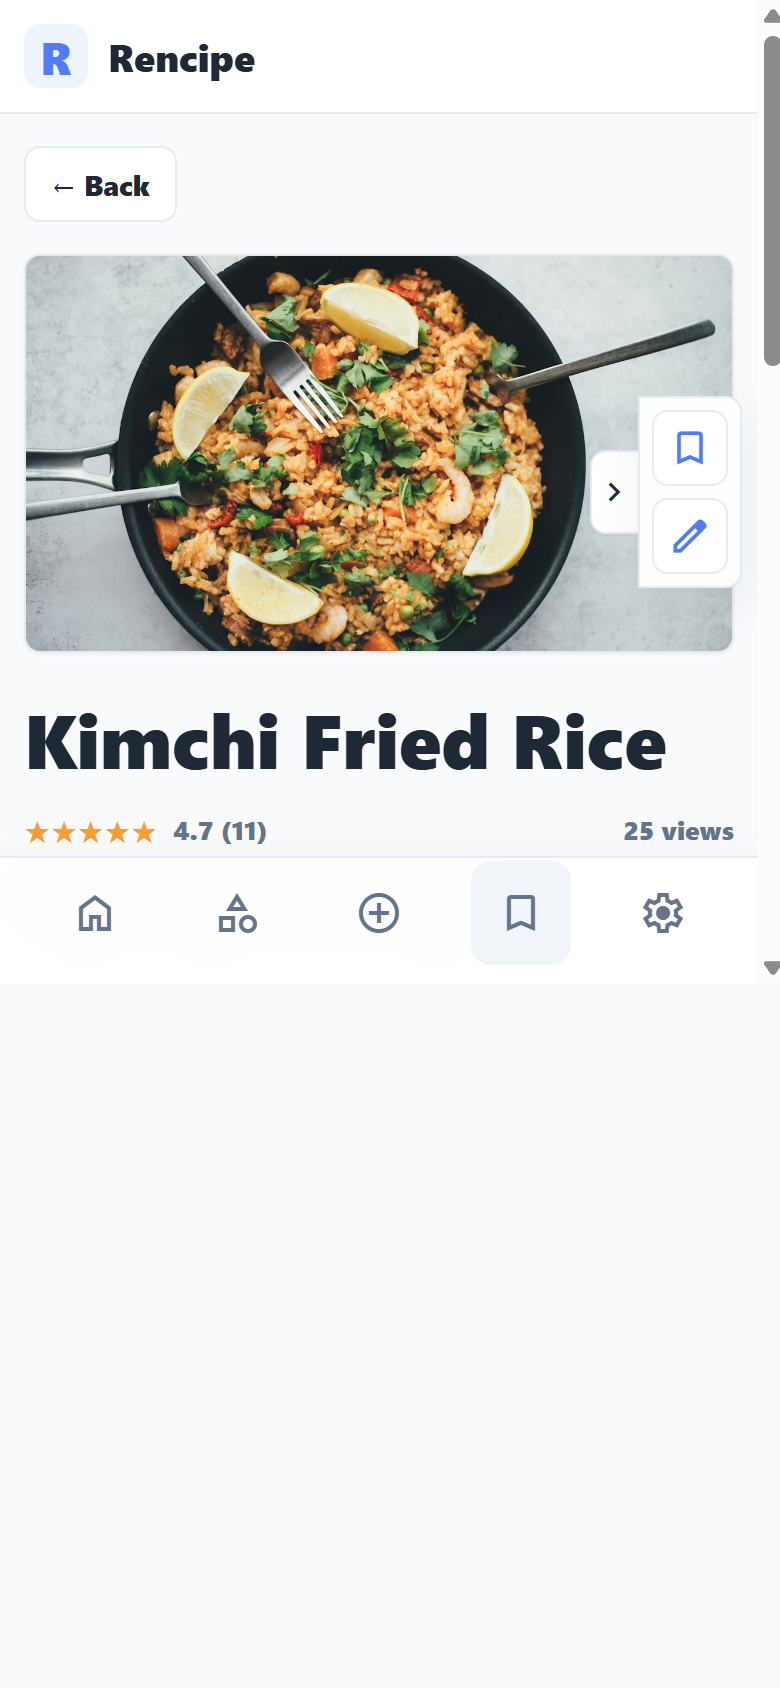 R Rencipe
← Back
Kimchi Fried Rice
★★★★★ 4.7 (11) 25 views